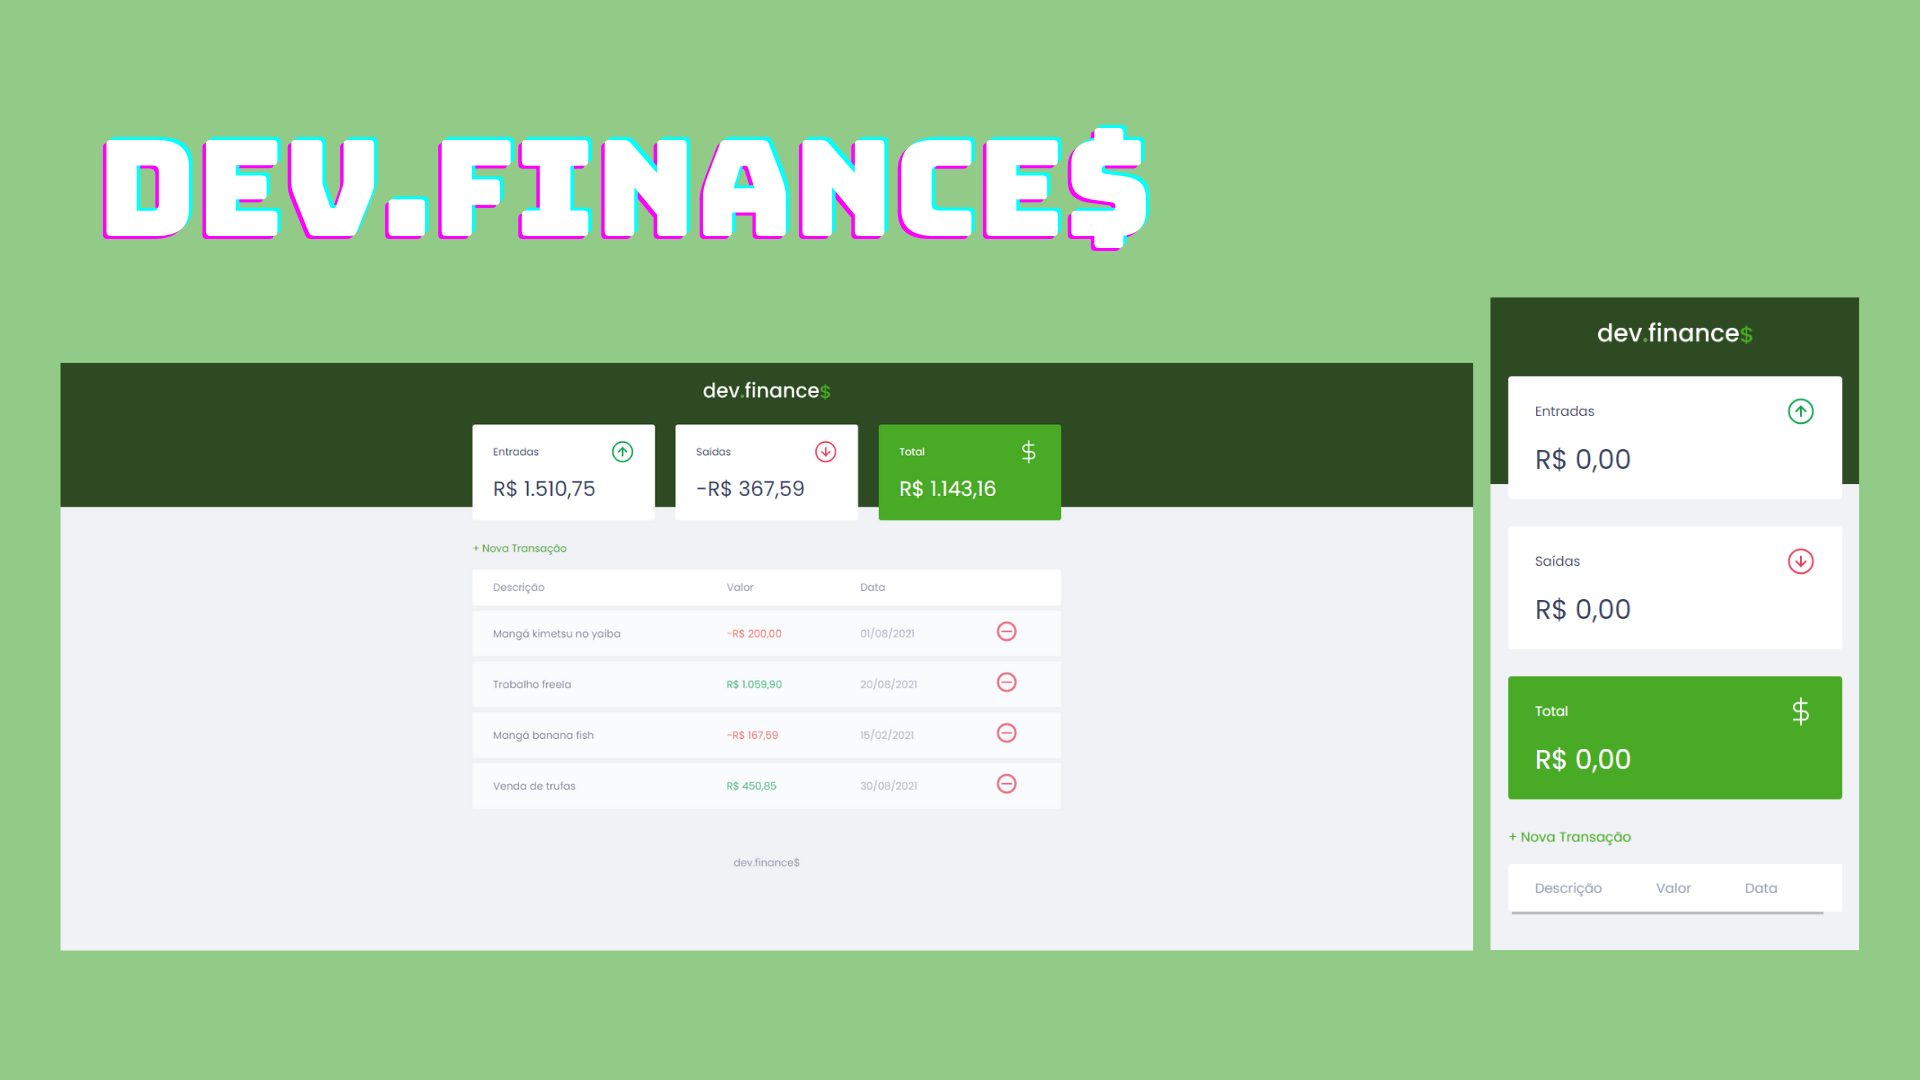 DEV.FINANCE$
dev.finance$
Entradas
R$ 1.510,75
Saídas
-R$ 367,59
Total
R$ 1.143,16
+ Nova Transação
Descrição Valor Data
Mangá kimetsu no yaiba -R$ 200,00 01/08/2021
Trabalho freela R$ 1.059,90 20/08/2021
Mangá banana fish -R$ 167,59 15/02/2021
Venda de trufas R$ 450,85 30/08/2021
dev.finance$
dev.finance$
Entradas
R$ 0,00
Saídas
R$ 0,00
Total
R$ 0,00
+ Nova Transação
Descrição Valor Data